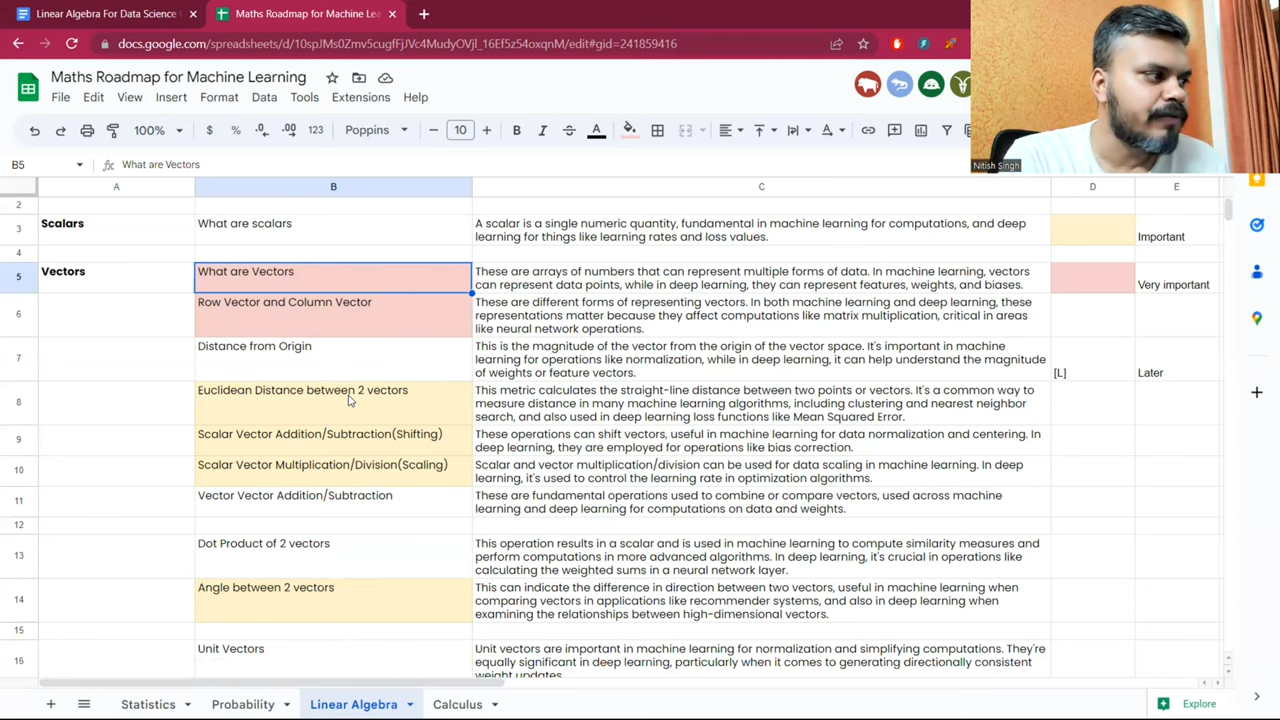 Linear Algebra For Data Science
Maths Roadmap for Machine Lea
docs.google.com/spreadsheets/d/10spJMs0Zmv5cugfFjJVc4MudyOVjl_16Ef5z54oxqnM/edit#gid=241859416
Maths Roadmap for Machine Learning
File Edit View Insert Format Data Tools Extensions Help
100% $ % .0 .00 123 Poppins 10 B I A
Nitish Singh
B5 fx What are Vectors
A B C D E
2
3 Scalars What are scalars A scalar is a single numeric quantity, fundamental in machine learning for computations, and deep
learning for things like learning rates and loss values. Important
4
5 Vectors What are Vectors These are arrays of numbers that can represent multiple forms of data. In machine learning, vectors
can represent data points, while in deep learning, they can represent features, weights, and biases. Very important
6 Row Vector and Column Vector These are different forms of representing vectors. In both machine learning and deep learning, these
representations matter because they affect computations like matrix multiplication, critical in areas
like neural network operations.
7 Distance from Origin This is the magnitude of the vector from the origin of the vector space. It's important in machine
learning for operations like normalization, while in deep learning, it can help understand the magnitude
of weights or feature vectors. [L] Later
8 Euclidean Distance between 2 vectors This metric calculates the straight-line distance between two points or vectors. It's a common way to
measure distance in many machine learning algorithms, including clustering and nearest neighbor
search, and also used in deep learning loss functions like Mean Squared Error.
9 Scalar Vector Addition/Subtraction(Shifting) These operations can shift vectors, useful in machine learning for data normalization and centering. In
deep learning, they are employed for operations like bias correction.
10 Scalar Vector Multiplication/Division(Scaling) Scalar and vector multiplication/division can be used for data scaling in machine learning. In deep
learning, it's used to control the learning rate in optimization algorithms.
11 Vector Vector Addition/Subtraction These are fundamental operations used to combine or compare vectors, used across machine
learning and deep learning for computations on data and weights.
12
13 Dot Product of 2 vectors This operation results in a scalar and is used in machine learning to compute similarity measures and
perform computations in more advanced algorithms. In deep learning, it's crucial in operations like
calculating the weighted sums in a neural network layer.
14 Angle between 2 vectors This can indicate the difference in direction between two vectors, useful in machine learning when
comparing vectors in applications like recommender systems, and also in deep learning when
examining the relationships between high-dimensional vectors.
15
16 Unit Vectors Unit vectors are important in machine learning for normalization and simplifying computations. They're
equally significant in deep learning, particularly when it comes to generating directionally consistent
weight updates.
Statistics Probability Linear Algebra Calculus Explore